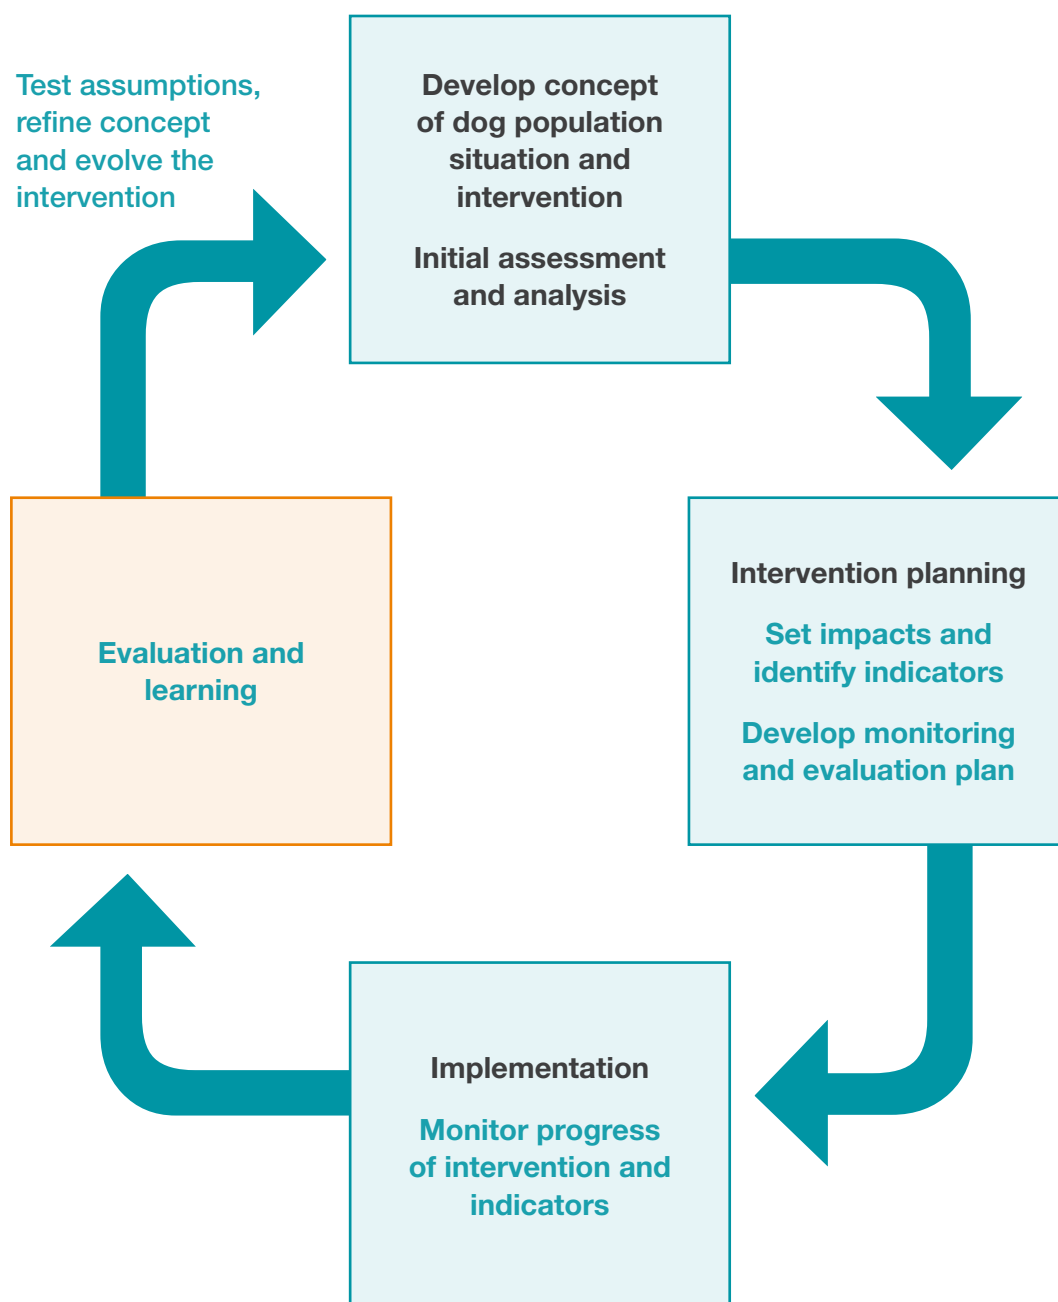 Test assumptions,
refine concept
and evolve the
intervention
Develop concept
of dog population
situation and
intervention
Initial assessment
and analysis
Intervention planning
Set impacts and
identify indicators
Develop monitoring
and evaluation plan
Implementation
Monitor progress
of intervention and
indicators
Evaluation and
learning